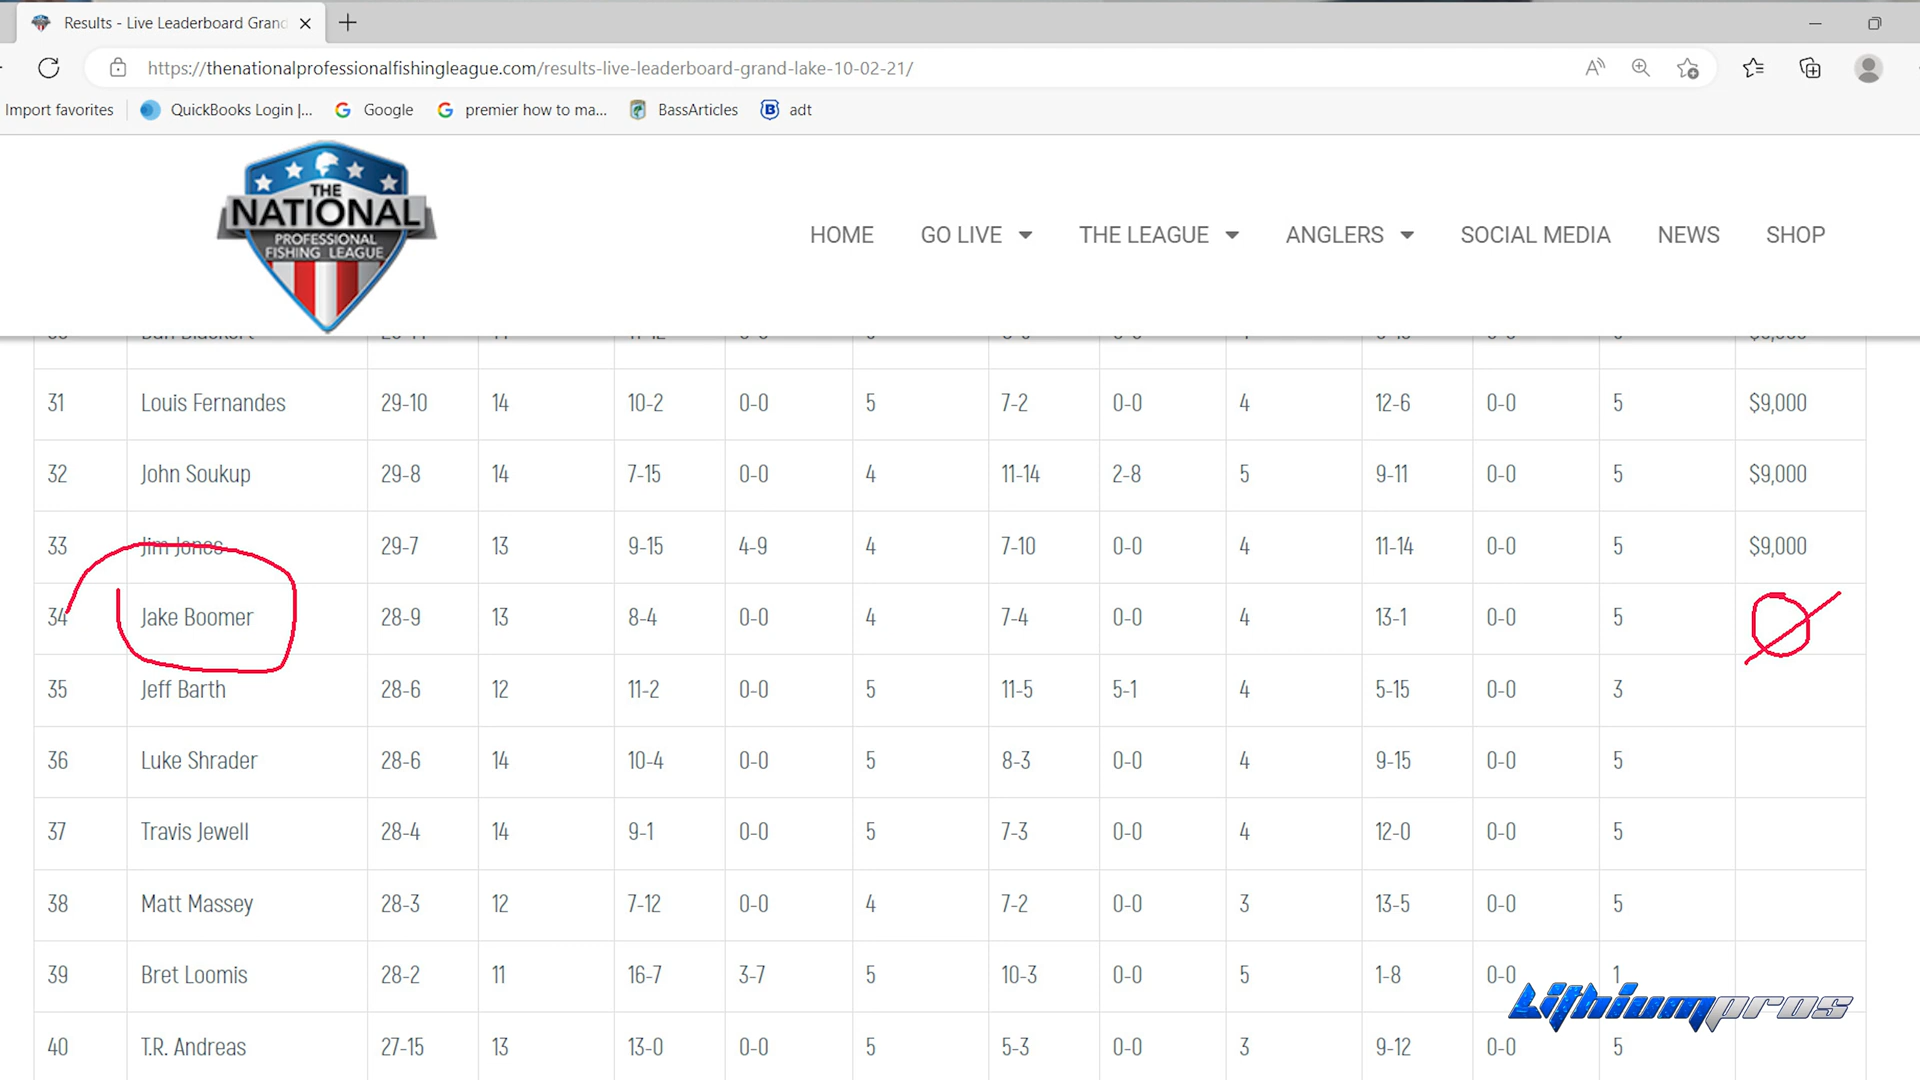 Results - Live Leaderboard Grand
https://thenationalprofessionalfishingleague.com/results-live-leaderboard-grand-lake-10-02-21/
Import favorites QuickBooks Login |... Google premier how to ma... BassArticles adt
THE
NATIONAL
PROFESSIONAL
FISHING LEAGUE
HOME GO LIVE THE LEAGUE ANGLERS SOCIAL MEDIA NEWS SHOP
31 Louis Fernandes 29-10 14 10-2 0-0 5 7-2 0-0 4 12-6 0-0 5 $9,000
32 John Soukup 29-8 14 7-15 0-0 4 11-14 2-8 5 9-11 0-0 5 $9,000
33 Jim Jones 29-7 13 9-15 4-9 4 7-10 0-0 4 11-14 0-0 5 $9,000
34 Jake Boomer 28-9 13 8-4 0-0 4 7-4 0-0 4 13-1 0-0 5
35 Jeff Barth 28-6 12 11-2 0-0 5 11-5 5-1 4 5-15 0-0 3
36 Luke Shrader 28-6 14 10-4 0-0 5 8-3 0-0 4 9-15 0-0 5
37 Travis Jewell 28-4 14 9-1 0-0 5 7-3 0-0 4 12-0 0-0 5
38 Matt Massey 28-3 12 7-12 0-0 4 7-2 0-0 3 13-5 0-0 5
39 Bret Loomis 28-2 11 16-7 3-7 5 10-3 0-0 5 1-8 0-0 1
Lithiumpros
40 T.R. Andreas 27-15 13 13-0 0-0 5 5-3 0-0 3 9-12 0-0 5